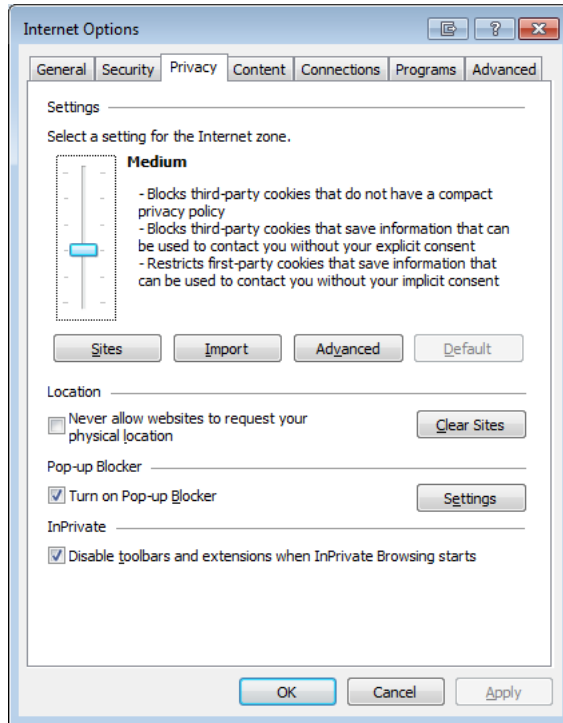 Internet Options
General Security Privacy Content Connections Programs Advanced
Settings
Select a setting for the Internet zone.
Medium
- Blocks third-party cookies that do not have a compact
privacy policy
- Blocks third-party cookies that save information that can
be used to contact you without your explicit consent
- Restricts first-party cookies that save information that
can be used to contact you without your implicit consent
Sites Import Advanced Default
Location
Never allow websites to request your
physical location
Clear Sites
Pop-up Blocker
Turn on Pop-up Blocker
Settings
InPrivate
Disable toolbars and extensions when InPrivate Browsing starts
OK Cancel Apply